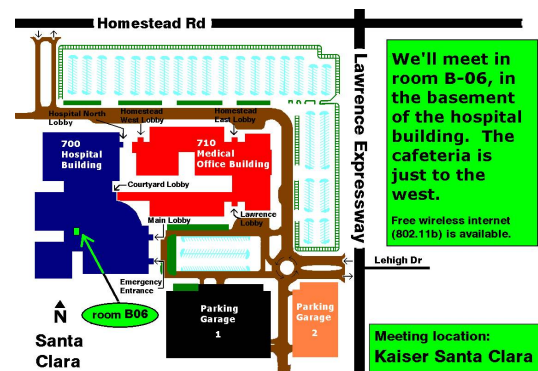 Homestead Rd
Lawrence Expressway
We'll meet in
room B-06, in
the basement
of the hospital
building. The
cafeteria is
just to the
west.
Free wireless internet
(802.11b) is available.
Hospital North
Lobby
Homestead
West Lobby
Homestead
East Lobby
700
Hospital
Building
710
Medical
Office Building
Courtyard Lobby
Main Lobby
Lawrence
Lobby
Emergency
Entrance
Lehigh Dr
room B06
N
Santa
Clara
Parking
Garage
1
Parking
Garage
2
Meeting location:
Kaiser Santa Clara